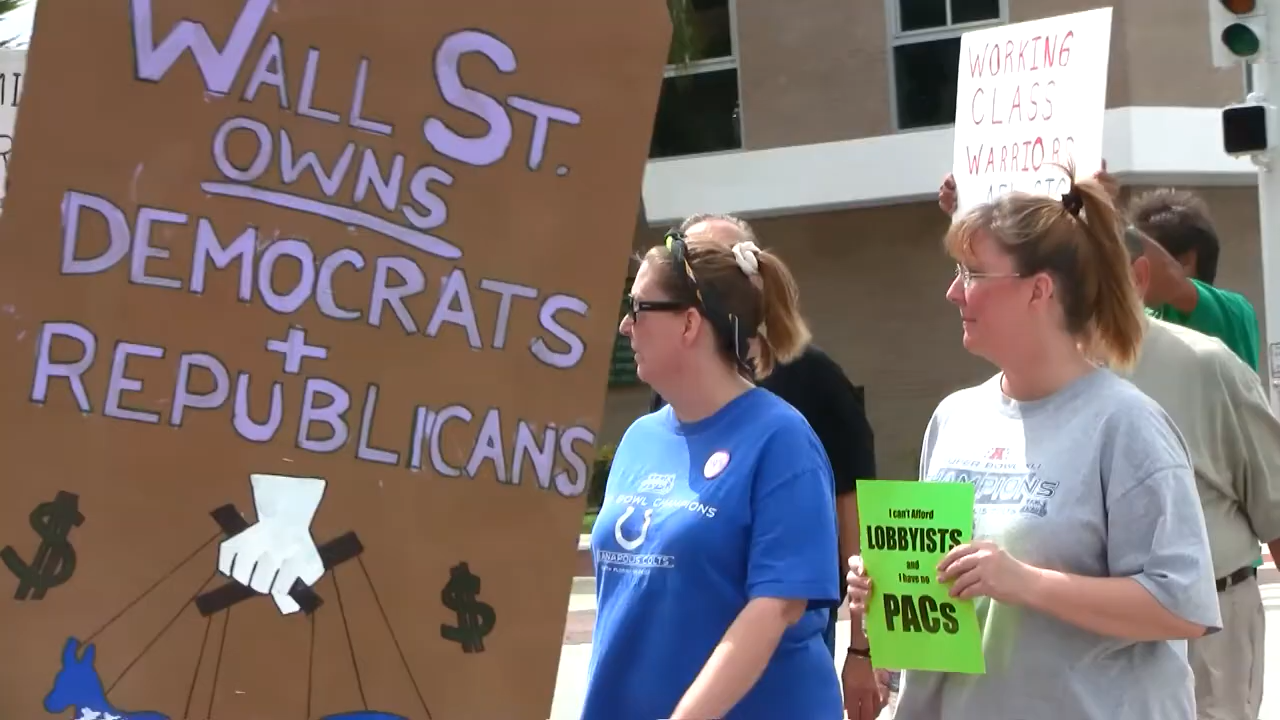 WALL ST.
OWNS
DEMOCRATS
+
REPUBLICANS
$
$
WORKING
CLASS
WARRIORS
BOWL CHAMPIONS
I can't Afford
LOBBYISTS
and
I have no
PACs
CHAMPIONS